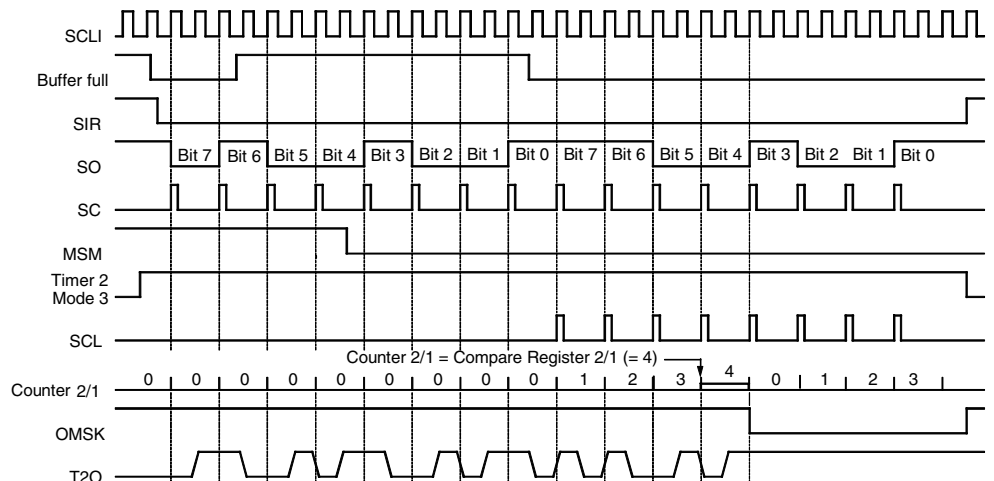 SCLI
Buffer full
SIR
SO
Bit 7 Bit 6 Bit 5 Bit 4 Bit 3 Bit 2 Bit 1 Bit 0 Bit 7 Bit 6 Bit 5 Bit 4 Bit 3 Bit 2 Bit 1 Bit 0
SC
MSM
Timer 2
Mode 3
SCL
Counter 2/1 = Compare Register 2/1 (= 4)
Counter 2/1
0 0 0 0 0 0 0 0 0 1 2 3 4 0 1 2 3
OMSK
T2O